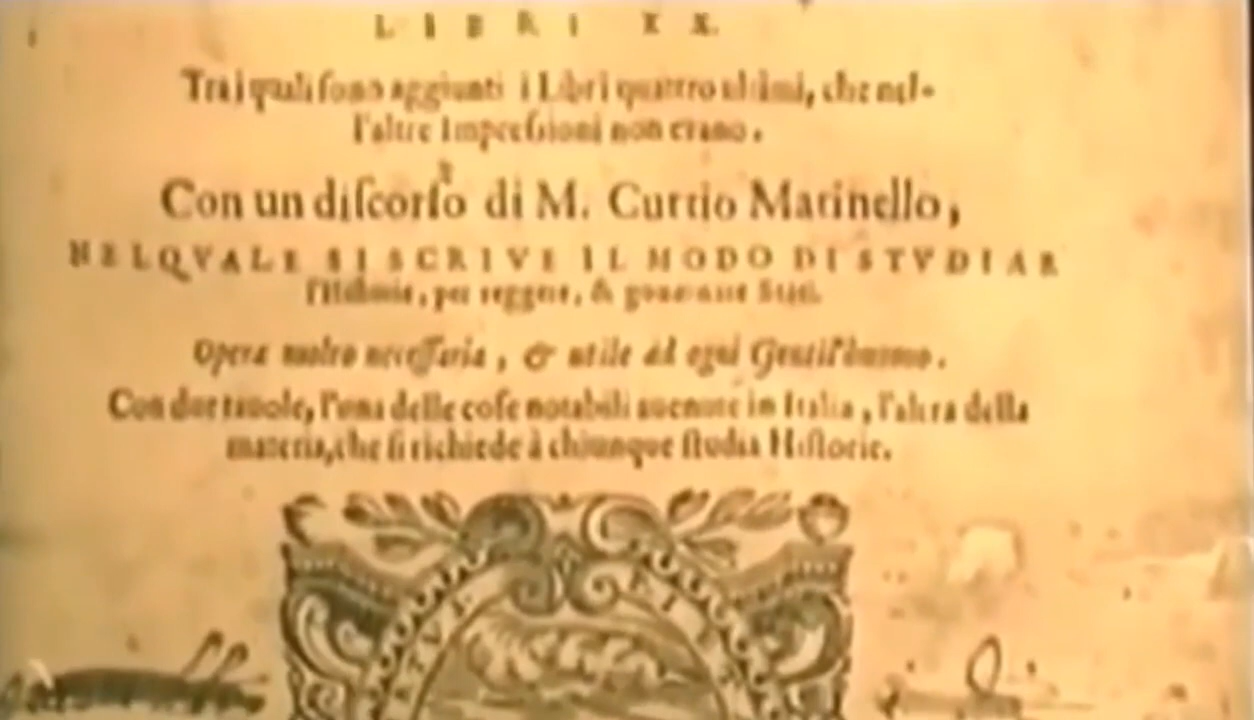 LIBRI XX.
Tra i quali sono aggiunti i Libri quattro ultimi, che nel-
l'altre Impressioni non erano.
Con un discorso di M. Curtio Marinello,
NEL QVALE SI SCRIVE IL MODO DI STVDIAR
l'Historie, per reggere, & gouernare Stati.
Opera molto necessaria, & utile ad ogni Gentil'huomo.
Con due tauole, l'una delle cose notabili auenute in Italia, l'altra della
materia, che si richiede à chiunque studia Historie.